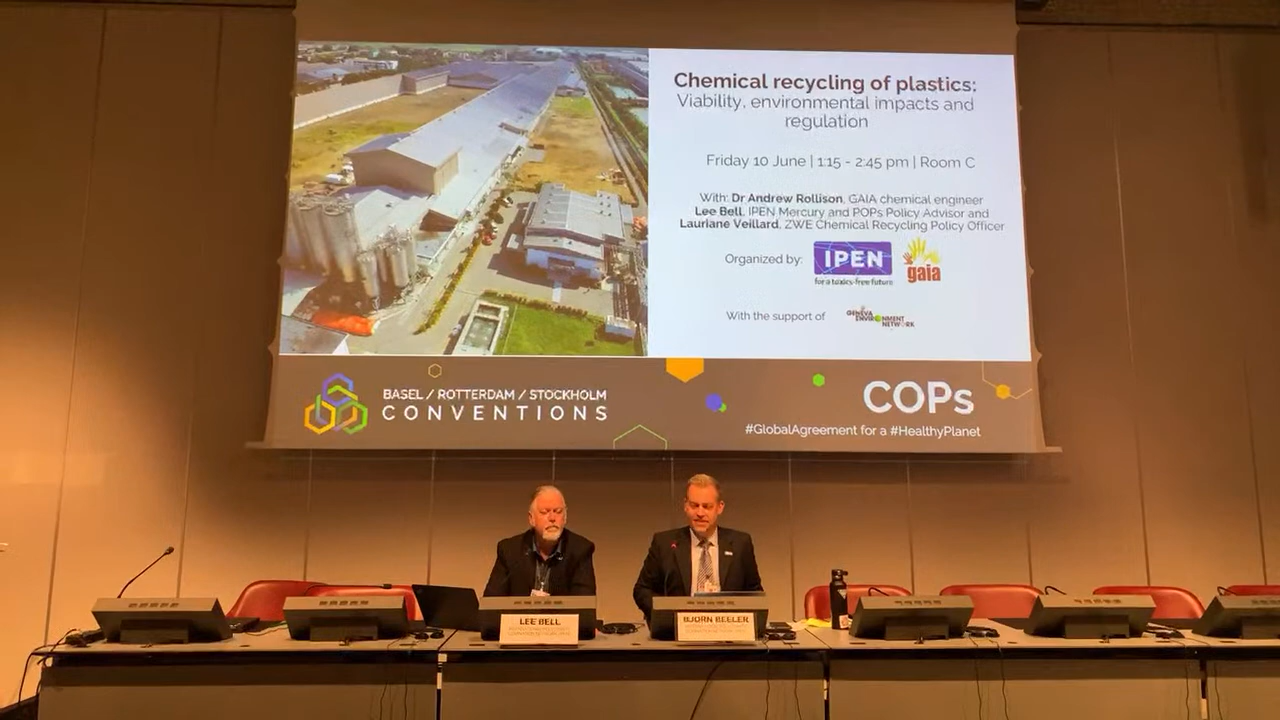 Chemical recycling of plastics:
Viability, environmental impacts and
regulation
Friday 10 June | 1:15 - 2:45 pm | Room C
With: Dr Andrew Rollison, GAIA chemical engineer
Lee Bell, IPEN Mercury and POPs Policy Advisor and
Lauriane Veillard, ZWE Chemical Recycling Policy Officer
Organized by:
IPEN
for a toxics-free future
gaia
With the support of
GENEVA
ENVIRONMENT
NETWORK
BASEL / ROTTERDAM / STOCKHOLM
CONVENTIONS
COPs
#GlobalAgreement for a #HealthyPlanet
LEE BELL
BJORN BEELER